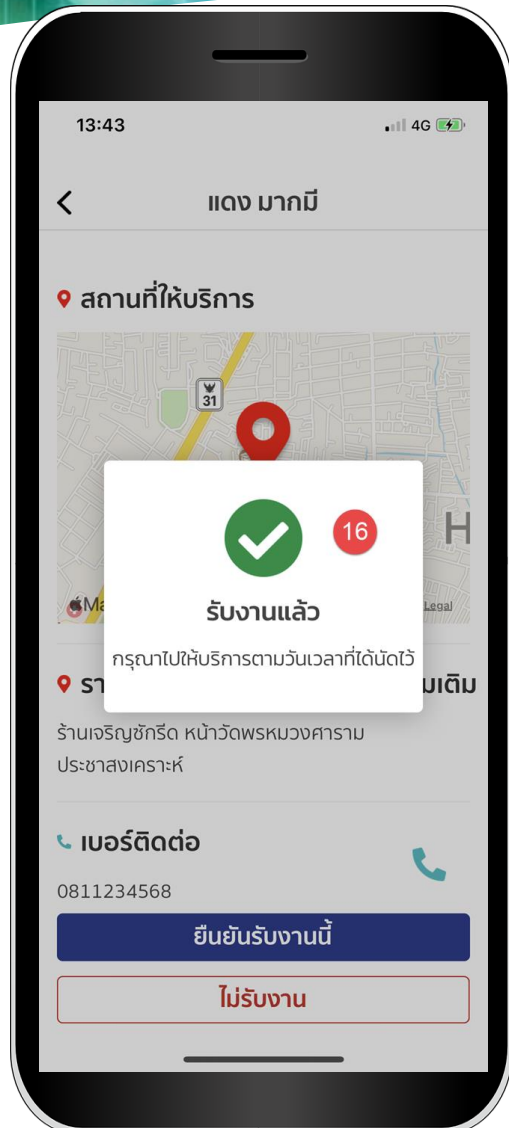 13:43
4G
แดง มากมี
สถานที่ให้บริการ
31
16
H
Ma
Legal
รับงานแล้ว
กรุณาไปให้บริการตามวันเวลาที่ได้นัดไว้
รา
มเติม
ร้านเจริญซักรีด หน้าวัดพรหมวงศาราม
ประชาสงเคราะห์
เบอร์ติดต่อ
0811234568
ยืนยันรับงานนี้
ไม่รับงาน